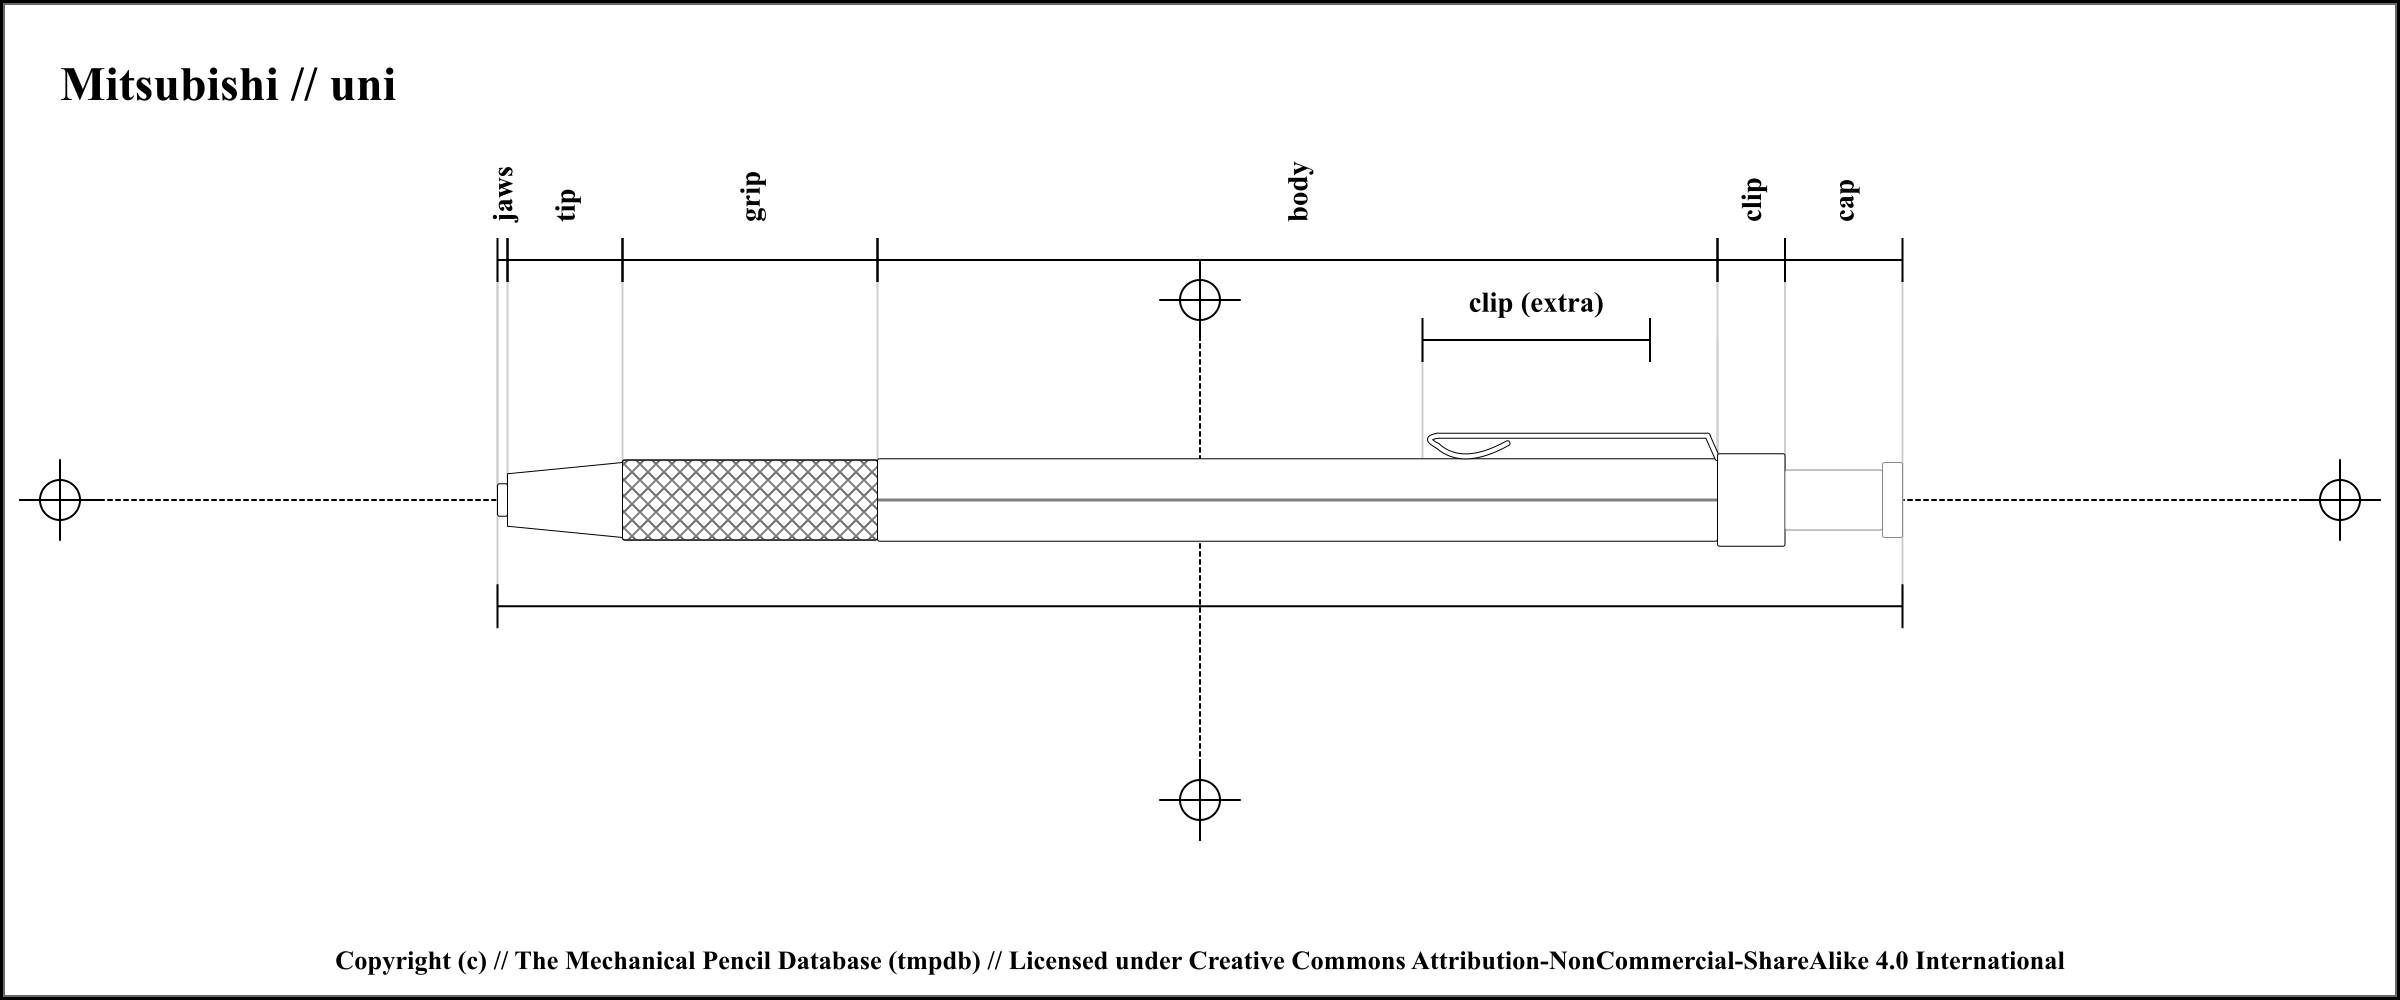 Mitsubishi // uni
jaws
tip
grip
body
clip
cap
clip (extra)
Copyright (c) // The Mechanical Pencil Database (tmpdb) // Licensed under Creative Commons Attribution-NonCommercial-ShareAlike 4.0 International